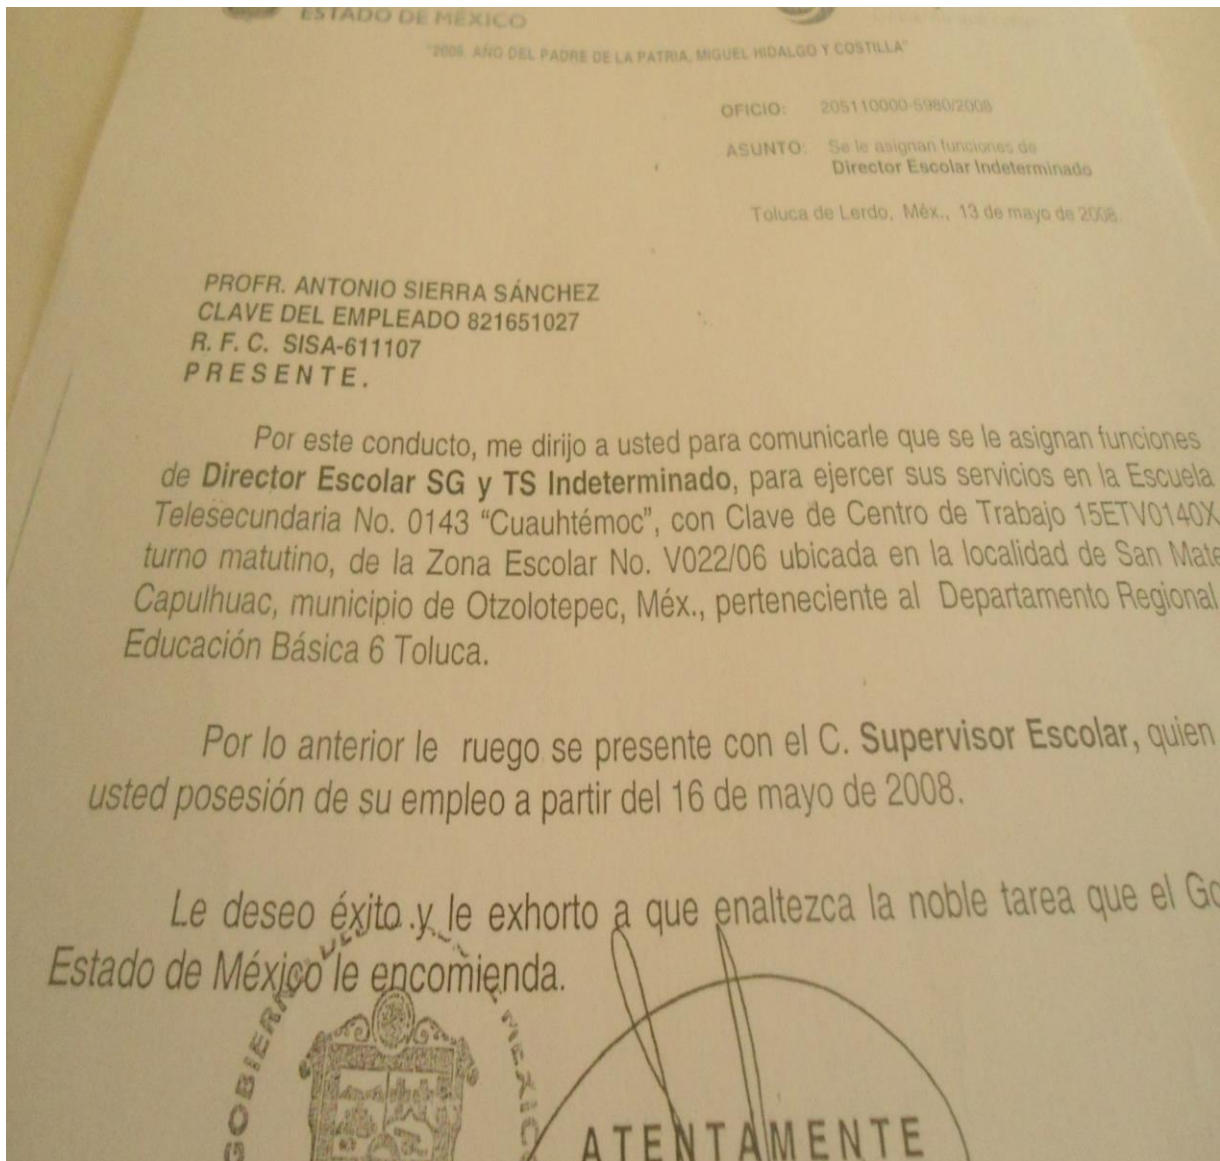 ESTADO DE MÉXICO
"2008. AÑO DEL PADRE DE LA PATRIA, MIGUEL HIDALGO Y COSTILLA"
OFICIO: 205110000-5980/2008
ASUNTO: Se le asignan funciones de
Director Escolar Indeterminado
Toluca de Lerdo, Méx., 13 de mayo de 2008.
PROFR. ANTONIO SIERRA SÁNCHEZ
CLAVE DEL EMPLEADO 821651027
R. F. C. SISA-611107
PRESENTE.
Por este conducto, me dirijo a usted para comunicarle que se le asignan funciones
de Director Escolar SG y TS Indeterminado, para ejercer sus servicios en la Escuela
Telesecundaria No. 0143 "Cuauhtémoc", con Clave de Centro de Trabajo 15ETV0140X
turno matutino, de la Zona Escolar No. V022/06 ubicada en la localidad de San Mate
Capulhuac, municipio de Otzolotepec, Méx., perteneciente al Departamento Regional
Educación Básica 6 Toluca.
Por lo anterior le ruego se presente con el C. Supervisor Escolar, quien
usted posesión de su empleo a partir del 16 de mayo de 2008.
Le deseo éxito y le exhorto a que enaltezca la noble tarea que el Go
Estado de México le encomienda.
ATENTAMENTE